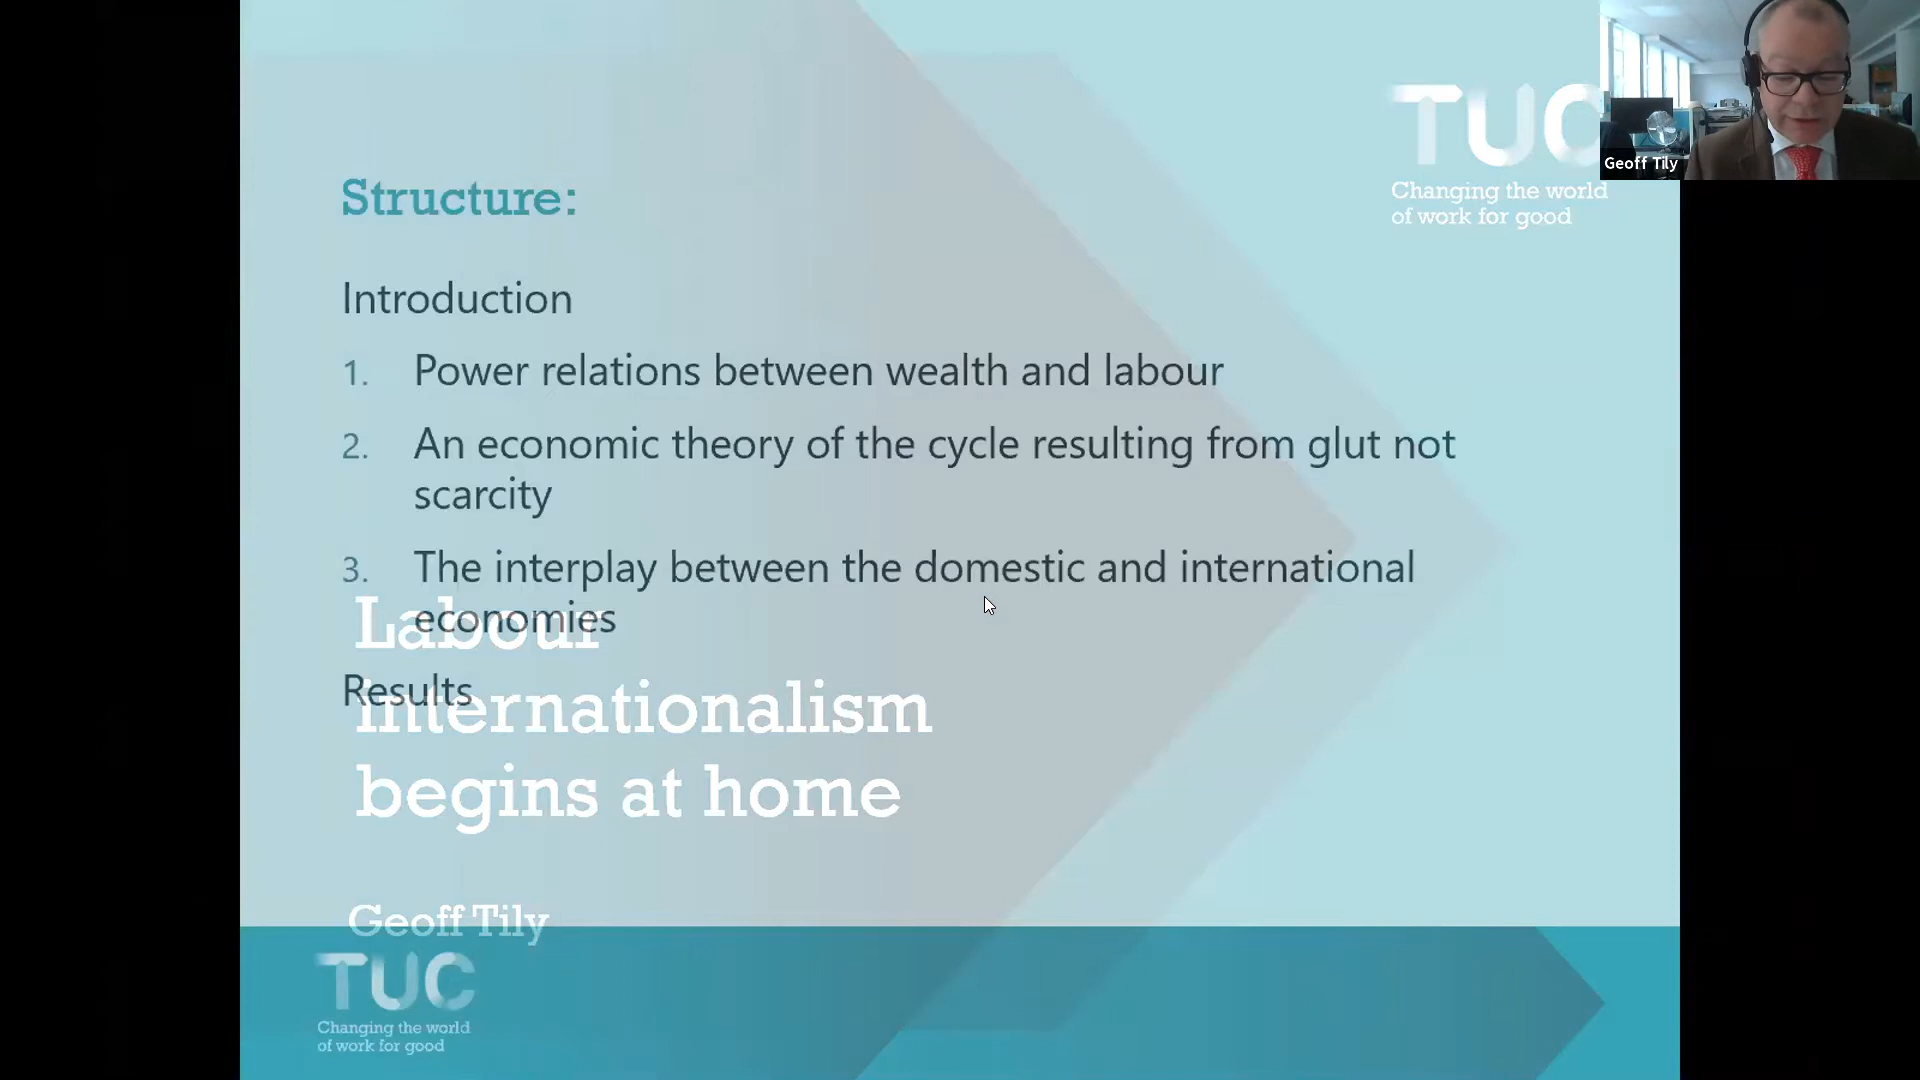 TUC
Changing the world
of work for good
Geoff Tily
Structure:
Introduction
1. Power relations between wealth and labour
2. An economic theory of the cycle resulting from glut not
scarcity
3. The interplay between the domestic and international
economies
Results
Labour
internationalism
begins at home
Geoff Tily
TUC
Changing the world
of work for good